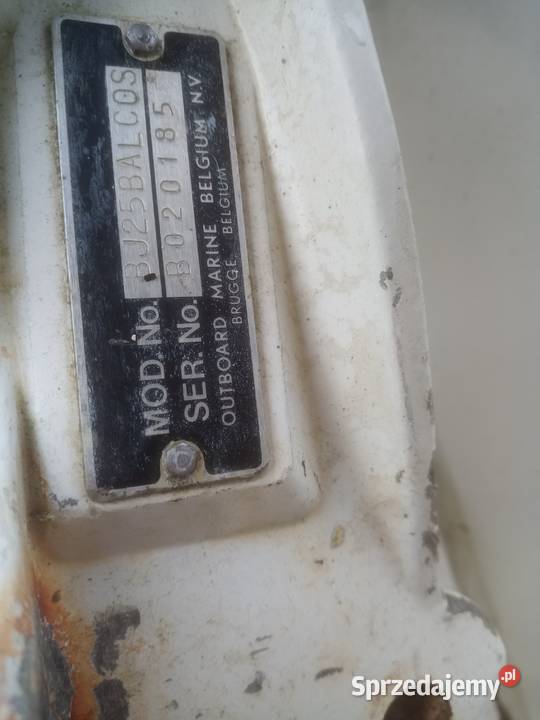 MOD. No. BJ25BALCOS
SER. No. B020185
OUTBOARD MARINE BELGIUM N.V.
BRUGGE BELGIUM
Sprzedajemy.pl